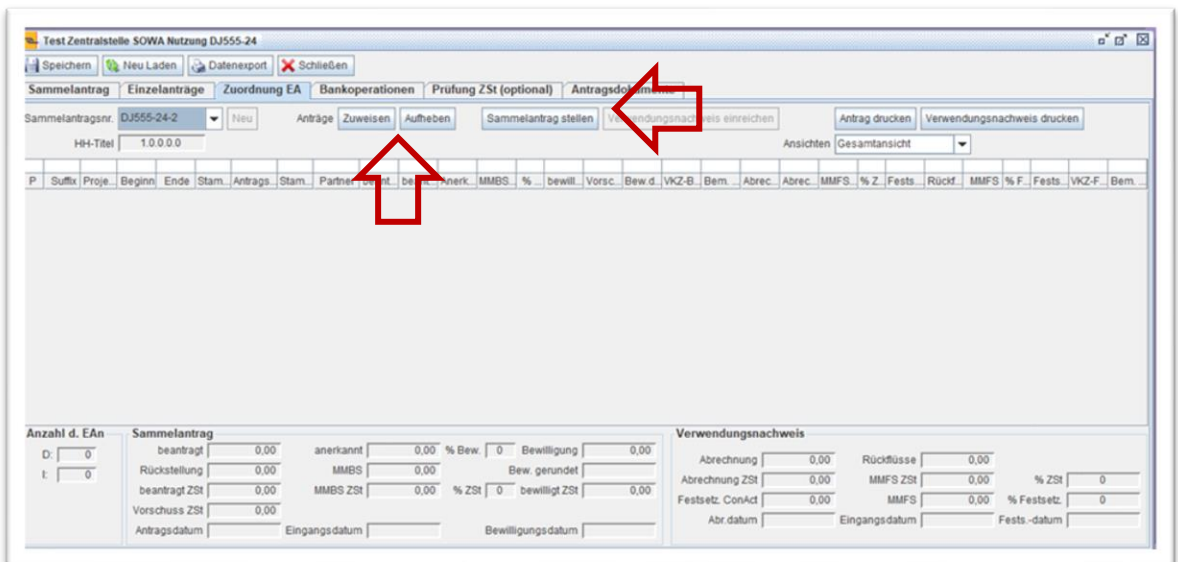 Test Zentralstelle SOWA Nutzung DJ555-24
Speichern Neu Laden Datenexport Schließen
Sammelantrag Einzelanträge Zuordnung EA Bankoperationen Prüfung ZSt (optional) Antragsdokumente
Sammelantragsnr. DJ555-24-2 Neu Anträge Zuweisen Aufheben Sammelantrag stellen Verwendungsnachweis einreichen Antrag drucken Verwendungsnachweis drucken
HH-Titel 1.0.0.0.0 Ansichten Gesamtansicht
P Suffix Proje... Beginn Ende Stam... Antrags... Stam... Partner beant... Anerk... MMBS... % ... bewill... Vorsc... Bew.d... VKZ-B... Bem. ... Abrec... Abrec... MMFS... % Z... Fests... Rückf... MMFS % F... Fests... VKZ-F... Bem. ...
Anzahl d. EAn Sammelantrag Verwendungsnachweis
D: 0 beantragt 0,00 anerkannt 0,00 % Bew. 0 Bewilligung 0,00 Abrechnung 0,00 Rückflüsse 0,00
I: 0 Rückstellung 0,00 MMBS 0,00 Bew. gerundet Abrechnung ZSt 0,00 MMFS ZSt 0,00 % ZSt 0
beantragt ZSt 0,00 MMBS ZSt 0,00 % ZSt 0 bewilligt ZSt 0,00 Festsetz. ConAct 0,00 MMFS 0,00 % Festsetz. 0
Vorschuss ZSt 0,00 Abr.datum Eingangsdatum Fests.-datum
Antragsdatum Eingangsdatum Bewilligungsdatum